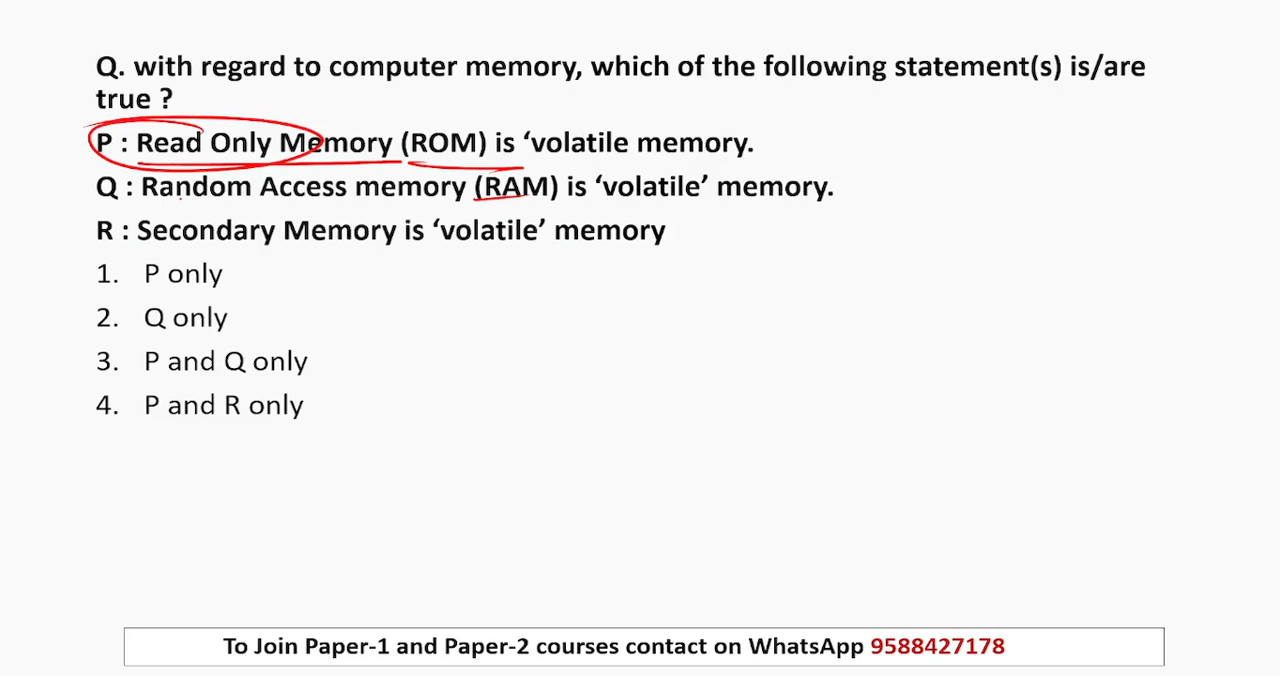 Q. with regard to computer memory, which of the following statement(s) is/are
true ?
P : Read Only Memory (ROM) is ‘volatile memory.
Q : Random Access memory (RAM) is ‘volatile’ memory.
R : Secondary Memory is ‘volatile’ memory
1. P only
2. Q only
3. P and Q only
4. P and R only
To Join Paper-1 and Paper-2 courses contact on WhatsApp 9588427178